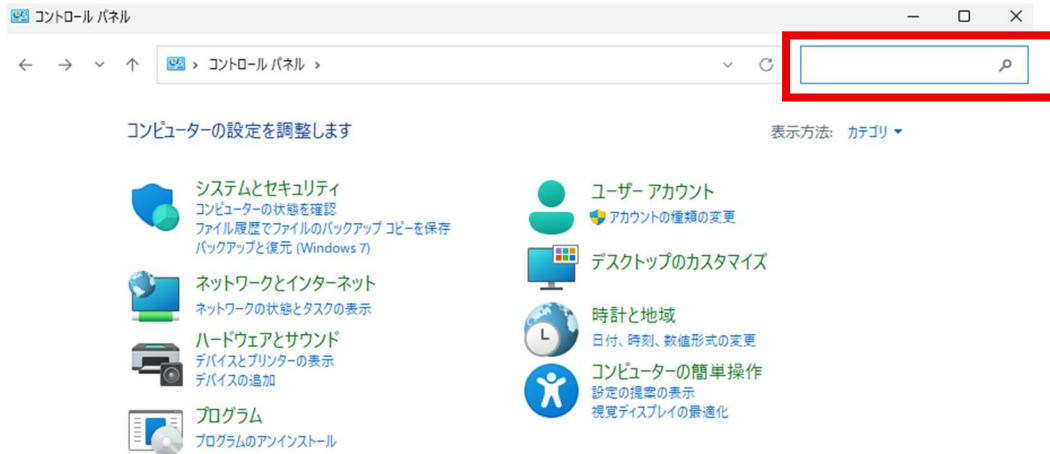 コントロール パネル
コントロール パネル
コンピューターの設定を調整します
表示方法: カテゴリ
システムとセキュリティ
コンピューターの状態を確認
ファイル履歴でファイルのバックアップ コピーを保存
バックアップと復元 (Windows 7)
ネットワークとインターネット
ネットワークの状態とタスクの表示
ハードウェアとサウンド
デバイスとプリンターの表示
デバイスの追加
プログラム
プログラムのアンインストール
ユーザー アカウント
アカウントの種類の変更
デスクトップのカスタマイズ
時計と地域
日付、時刻、数値形式の変更
コンピューターの簡単操作
設定の提案の表示
視覚ディスプレイの最適化